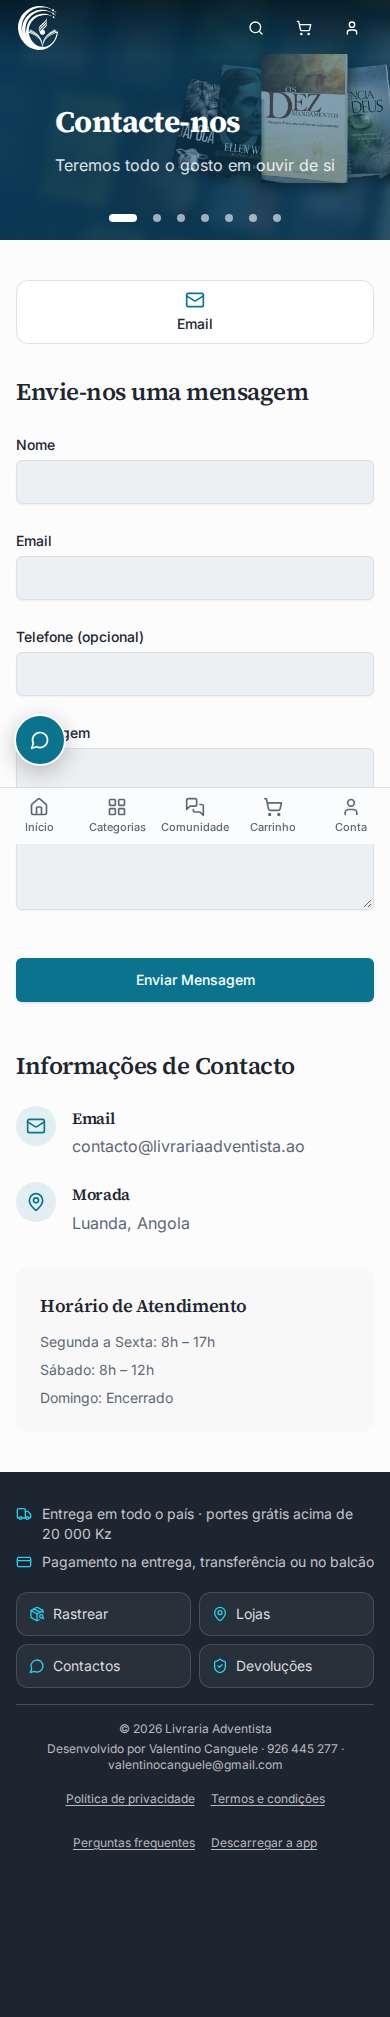 Contacte-nos
Teremos todo o gosto em ouvir de si
OS
DEZ
MANDAMENTOS
Email
Envie-nos uma mensagem
Nome
Email
Telefone (opcional)
gem
Início
Categorias
Comunidade
Carrinho
Conta
Enviar Mensagem
Informações de Contacto
Email
contacto@livrariaadventista.ao
Morada
Luanda, Angola
Horário de Atendimento
Segunda a Sexta: 8h – 17h
Sábado: 8h – 12h
Domingo: Encerrado
Entrega em todo o país · portes grátis acima de
20 000 Kz
Pagamento na entrega, transferência ou no balcão
Rastrear
Lojas
Contactos
Devoluções
© 2026 Livraria Adventista
Desenvolvido por Valentino Canguele · 926 445 277 ·
valentinocanguele@gmail.com
Política de privacidade
Termos e condições
Perguntas frequentes
Descarregar a app